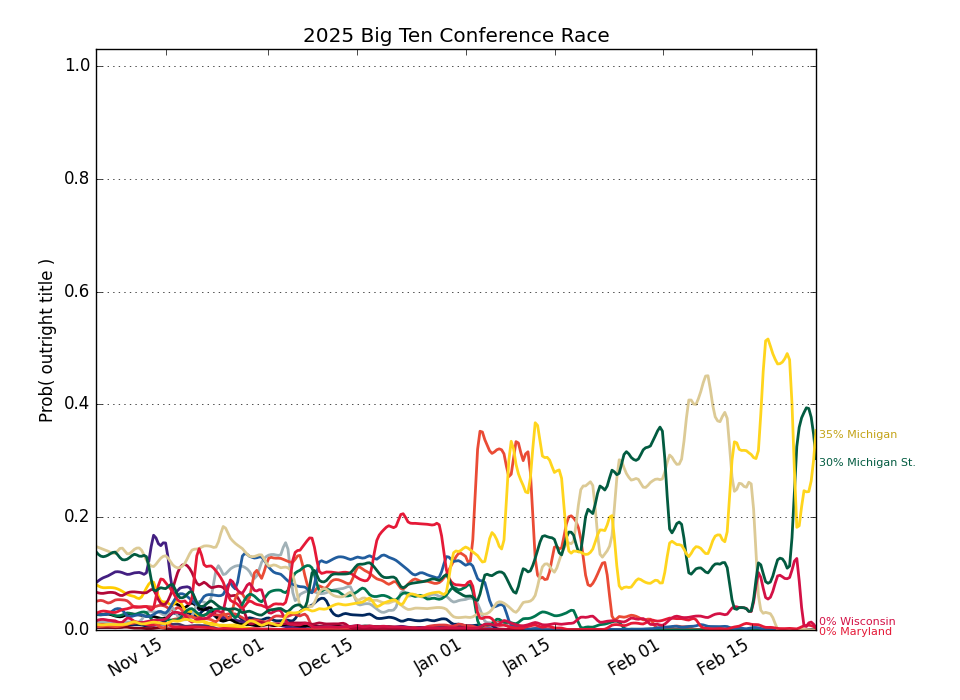 2025 Big Ten Conference Race
Prob( outright title )
1.0
0.8
0.6
0.4
0.2
0.0
35% Michigan
30% Michigan St.
0% Wisconsin
0% Maryland
Nov 15
Dec 01
Dec 15
Jan 01
Jan 15
Feb 01
Feb 15